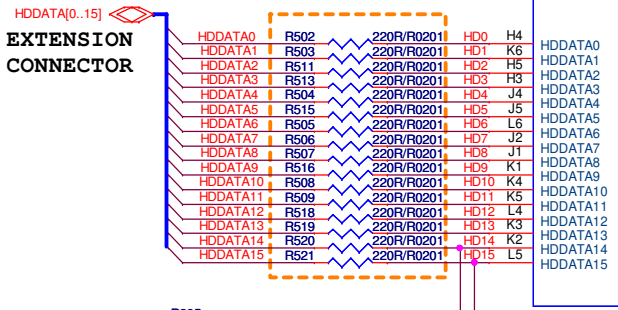 HDDATA[0..15]
EXTENSION
CONNECTOR
HDDATA0 R502 220R/R0201 HD0 H4 HDDATA0
HDDATA1 R503 220R/R0201 HD1 K6 HDDATA1
HDDATA2 R511 220R/R0201 HD2 H5 HDDATA2
HDDATA3 R513 220R/R0201 HD3 H3 HDDATA3
HDDATA4 R504 220R/R0201 HD4 J4 HDDATA4
HDDATA5 R515 220R/R0201 HD5 J5 HDDATA5
HDDATA6 R505 220R/R0201 HD6 L6 HDDATA6
HDDATA7 R506 220R/R0201 HD7 J2 HDDATA7
HDDATA8 R507 220R/R0201 HD8 J1 HDDATA8
HDDATA9 R516 220R/R0201 HD9 K1 HDDATA9
HDDATA10 R508 220R/R0201 HD10 K4 HDDATA10
HDDATA11 R509 220R/R0201 HD11 K5 HDDATA11
HDDATA12 R518 220R/R0201 HD12 L4 HDDATA12
HDDATA13 R519 220R/R0201 HD13 K3 HDDATA13
HDDATA14 R520 220R/R0201 HD14 K2 HDDATA14
HDDATA15 R521 220R/R0201 HD15 L5 HDDATA15